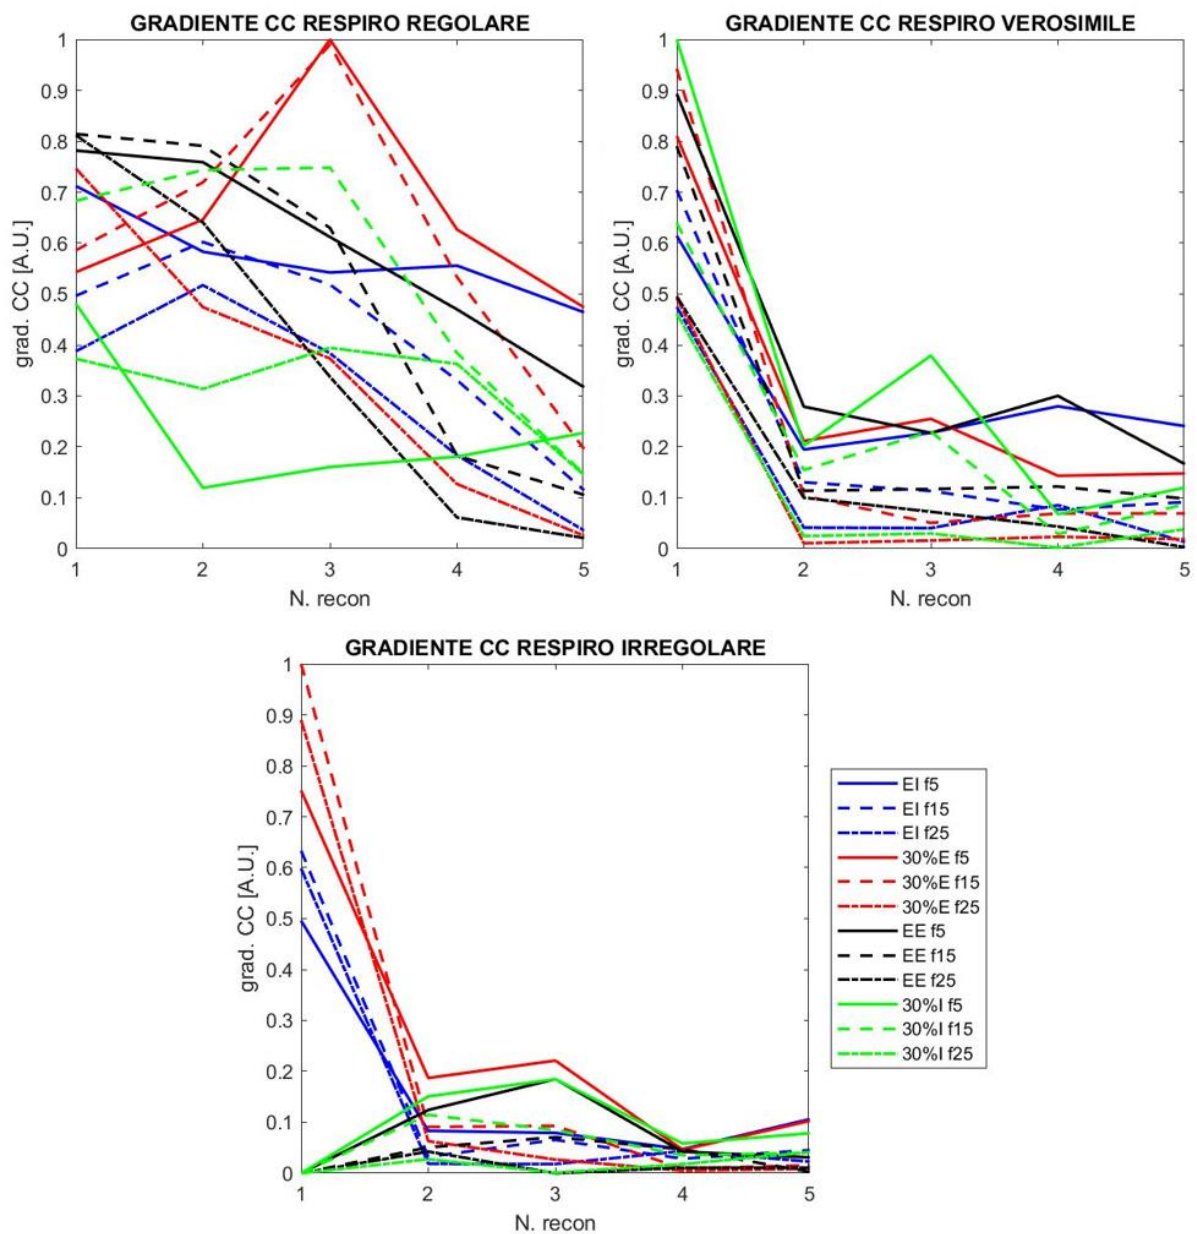 GRADIENTE CC RESPIRO REGOLARE
1
0.9
0.8
0.7
0.6
0.5
0.4
0.3
0.2
0.1
0
grad. CC [A.U.]
1 2 3 4 5
N. recon
GRADIENTE CC RESPIRO VEROSIMILE
1
0.9
0.8
0.7
0.6
0.5
0.4
0.3
0.2
0.1
0
grad. CC [A.U.]
1 2 3 4 5
N. recon
GRADIENTE CC RESPIRO IRREGOLARE
1
0.9
0.8
0.7
0.6
0.5
0.4
0.3
0.2
0.1
0
grad. CC [A.U.]
1 2 3 4 5
N. recon
EI f5
EI f15
EI f25
30%E f5
30%E f15
30%E f25
EE f5
EE f15
EE f25
30%I f5
30%I f15
30%I f25